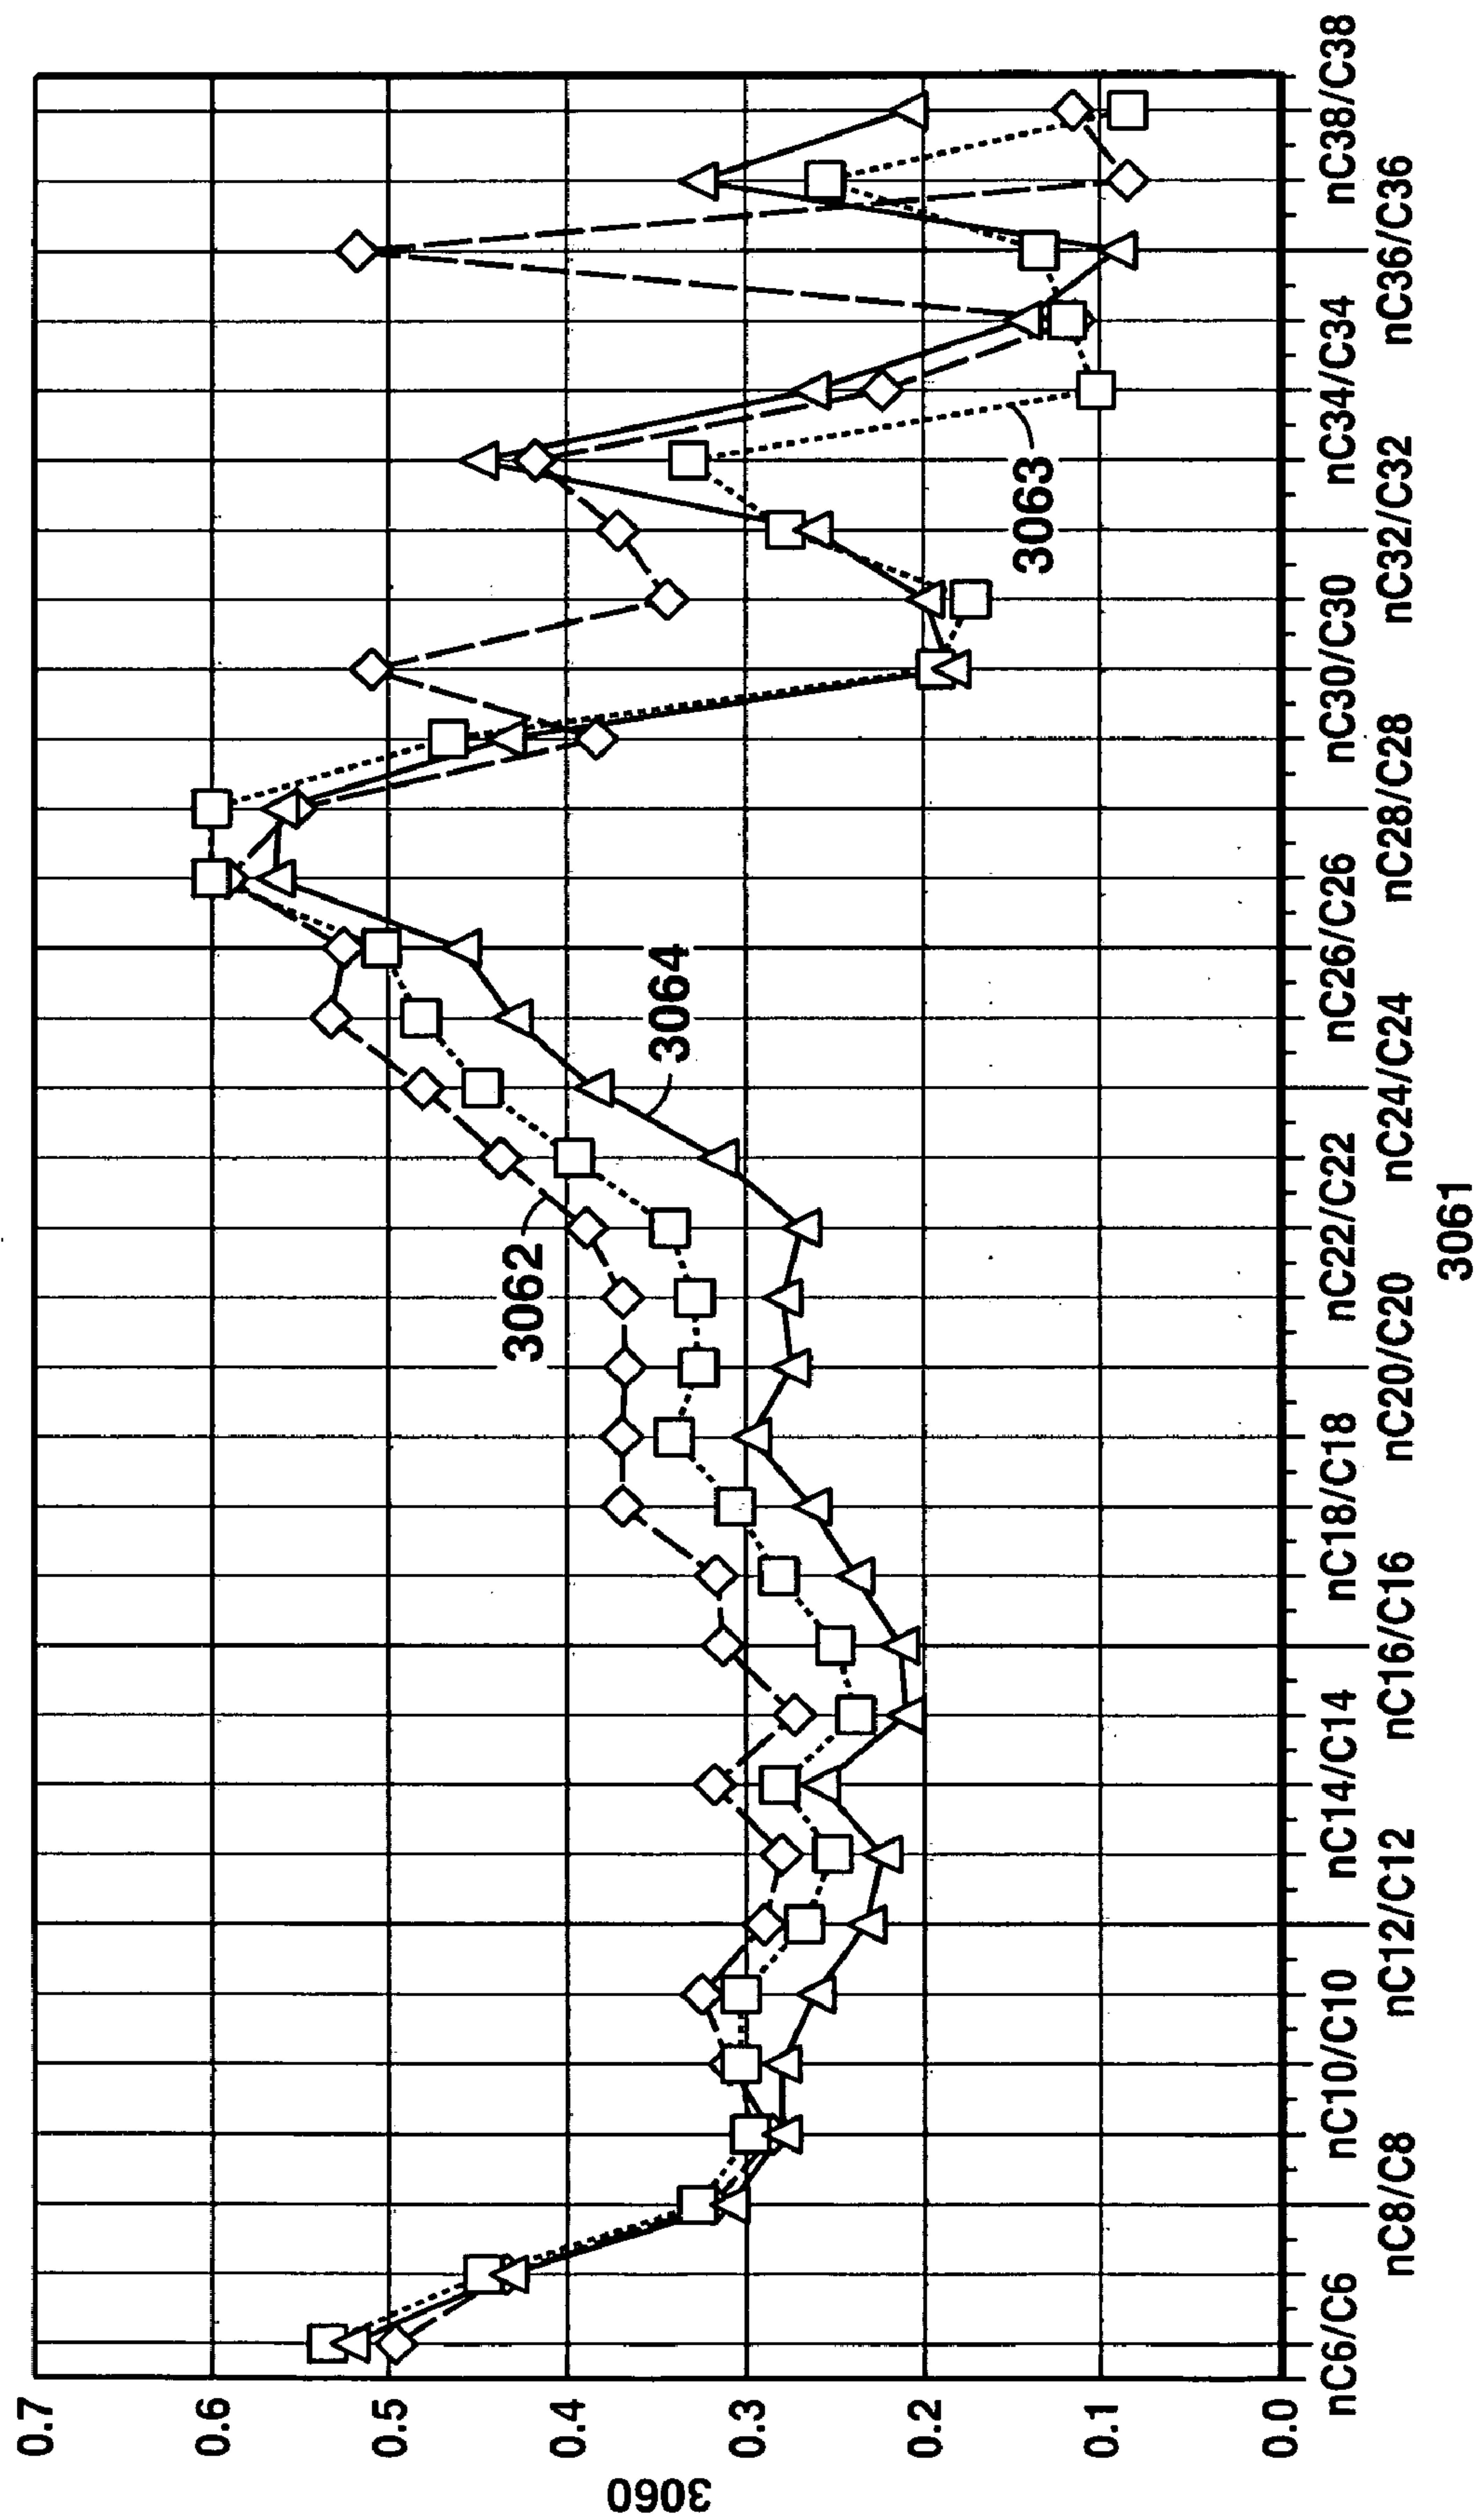 3060
0.7
0.6
0.5
0.4
0.3
0.2
0.1
0.0
3062
3064
3063
nC6/C6
nC8/C8
nC10/C10
nC12/C12
nC14/C14
nC16/C16
nC18/C18
nC20/C20
nC22/C22
nC24/C24
nC26/C26
nC28/C28
nC30/C30
nC32/C32
nC34/C34
nC36/C36
nC38/C38
3061